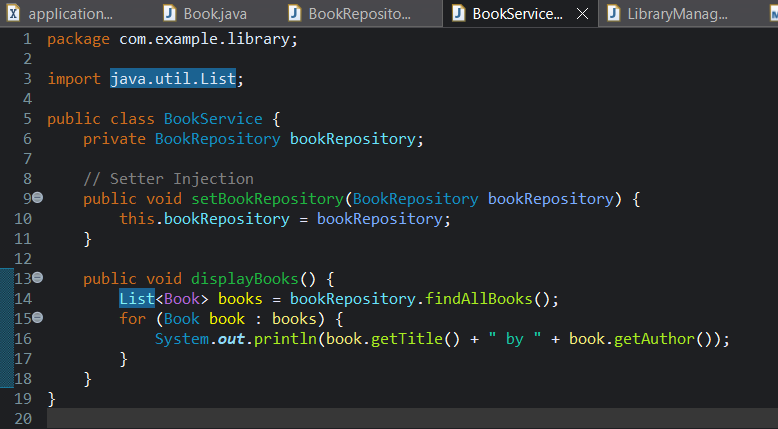 application...
Book.java
BookReposito...
BookService...
LibraryManag...
1 package com.example.library;
2
3 import java.util.List;
4
5 public class BookService {
6     private BookRepository bookRepository;
7
8     // Setter Injection
9     public void setBookRepository(BookRepository bookRepository) {
10         this.bookRepository = bookRepository;
11     }
12
13     public void displayBooks() {
14         List<Book> books = bookRepository.findAllBooks();
15         for (Book book : books) {
16             System.out.println(book.getTitle() + " by " + book.getAuthor());
17         }
18     }
19 }
20